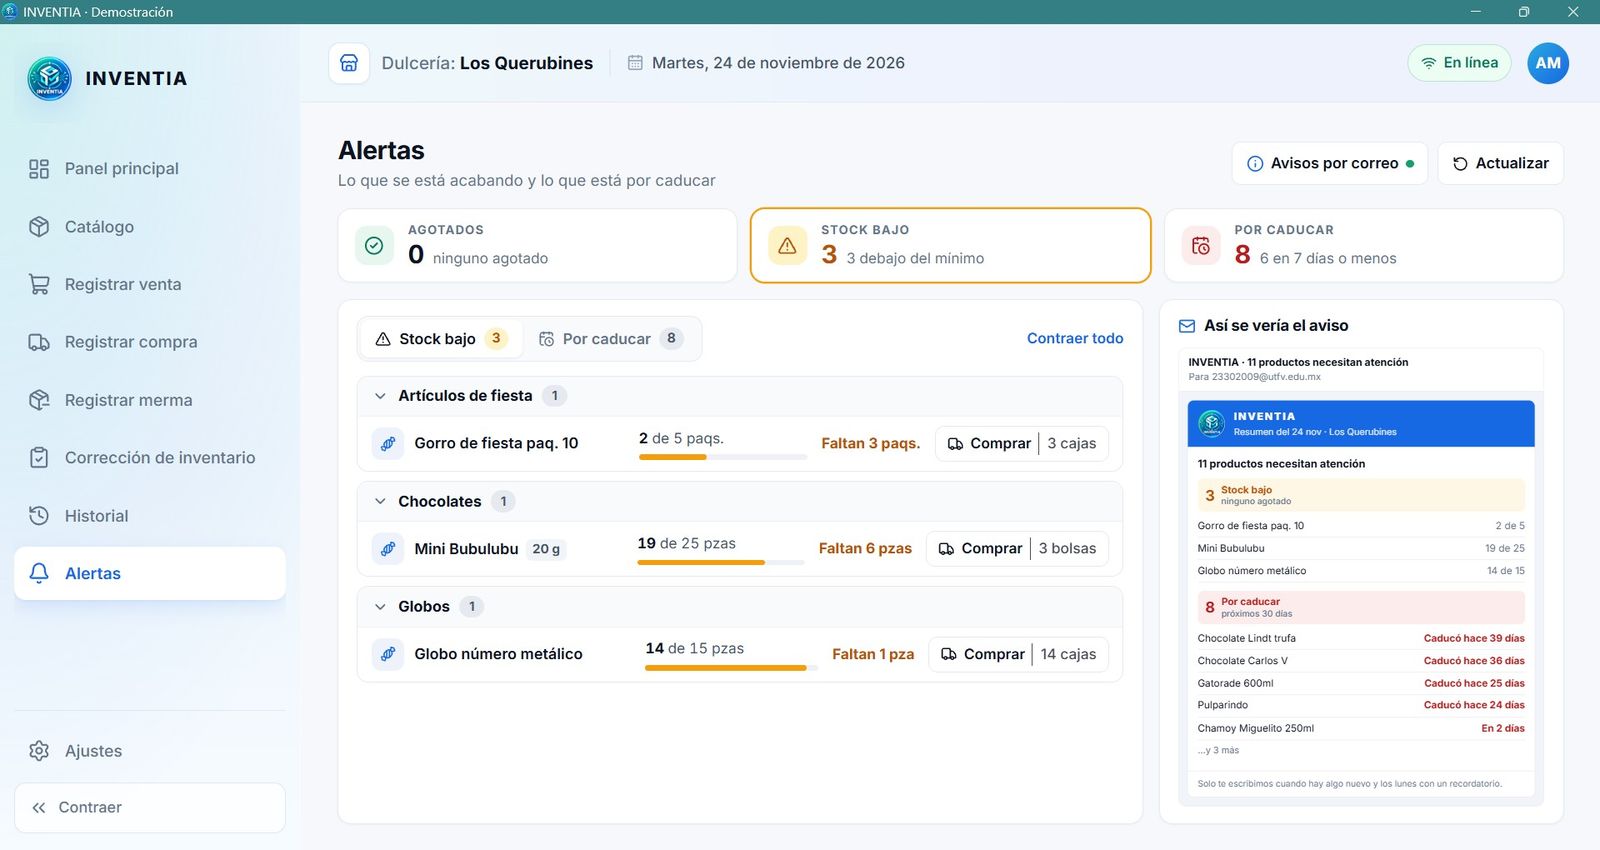 INVENTIA · Demostración
INVENTIA
Dulcería: Los Querubines
Martes, 24 de noviembre de 2026
En línea
AM
Panel principal
Catálogo
Registrar venta
Registrar compra
Registrar merma
Corrección de inventario
Historial
Alertas
Ajustes
Contraer
Alertas
Lo que se está acabando y lo que está por caducar
Avisos por correo
Actualizar
AGOTADOS
0 ninguno agotado
STOCK BAJO
3 3 debajo del mínimo
POR CADUCAR
8 6 en 7 días o menos
Stock bajo 3
Por caducar 8
Contraer todo
Artículos de fiesta 1
Gorro de fiesta paq. 10
2 de 5 paqs.
Faltan 3 paqs.
Comprar 3 cajas
Chocolates 1
Mini Bubulubu 20 g
19 de 25 pzas
Faltan 6 pzas
Comprar 3 bolsas
Globos 1
Globo número metálico
14 de 15 pzas
Faltan 1 pza
Comprar 14 cajas
Así se vería el aviso
INVENTIA · 11 productos necesitan atención
Para 23302009@utfv.edu.mx
INVENTIA
Resumen del 24 nov · Los Querubines
11 productos necesitan atención
3 Stock bajo
ninguno agotado
Gorro de fiesta paq. 10 2 de 5
Mini Bubulubu 19 de 25
Globo número metálico 14 de 15
8 Por caducar
próximos 30 días
Chocolate Lindt trufa Caducó hace 39 días
Chocolate Carlos V Caducó hace 36 días
Gatorade 600ml Caducó hace 25 días
Pulparindo Caducó hace 24 días
Chamoy Miguelito 250ml En 2 días
...y 3 más
Solo te escribimos cuando hay algo nuevo y los lunes con un recordatorio.